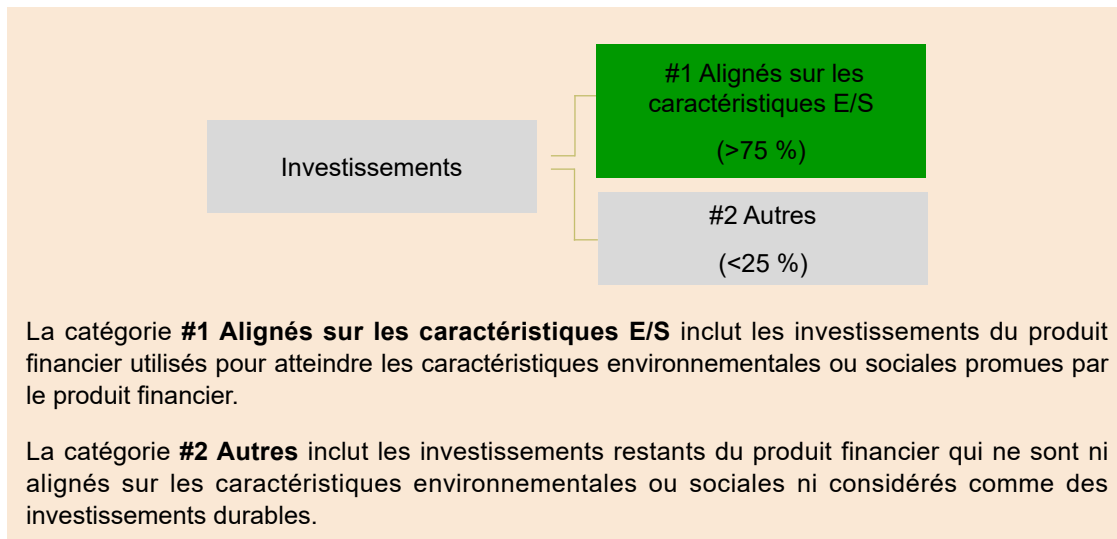 #1 Alignés sur les
caractéristiques E/S
(>75 %)
Investissements
#2 Autres
(<25 %)
La catégorie #1 Alignés sur les caractéristiques E/S inclut les investissements du produit
financier utilisés pour atteindre les caractéristiques environnementales ou sociales promues par
le produit financier.
La catégorie #2 Autres inclut les investissements restants du produit financier qui ne sont ni
alignés sur les caractéristiques environnementales ou sociales ni considérés comme des
investissements durables.